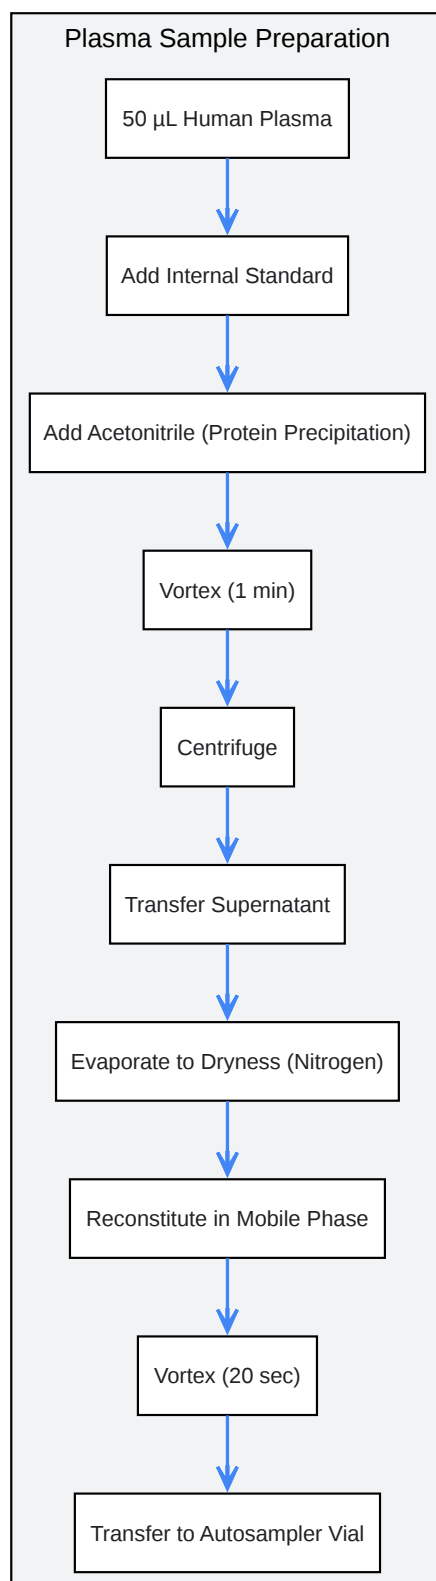 Plasma Sample Preparation
50 µL Human Plasma
Add Internal Standard
Add Acetonitrile (Protein Precipitation)
Vortex (1 min)
Centrifuge
Transfer Supernatant
Evaporate to Dryness (Nitrogen)
Reconstitute in Mobile Phase
Vortex (20 sec)
Transfer to Autosampler Vial